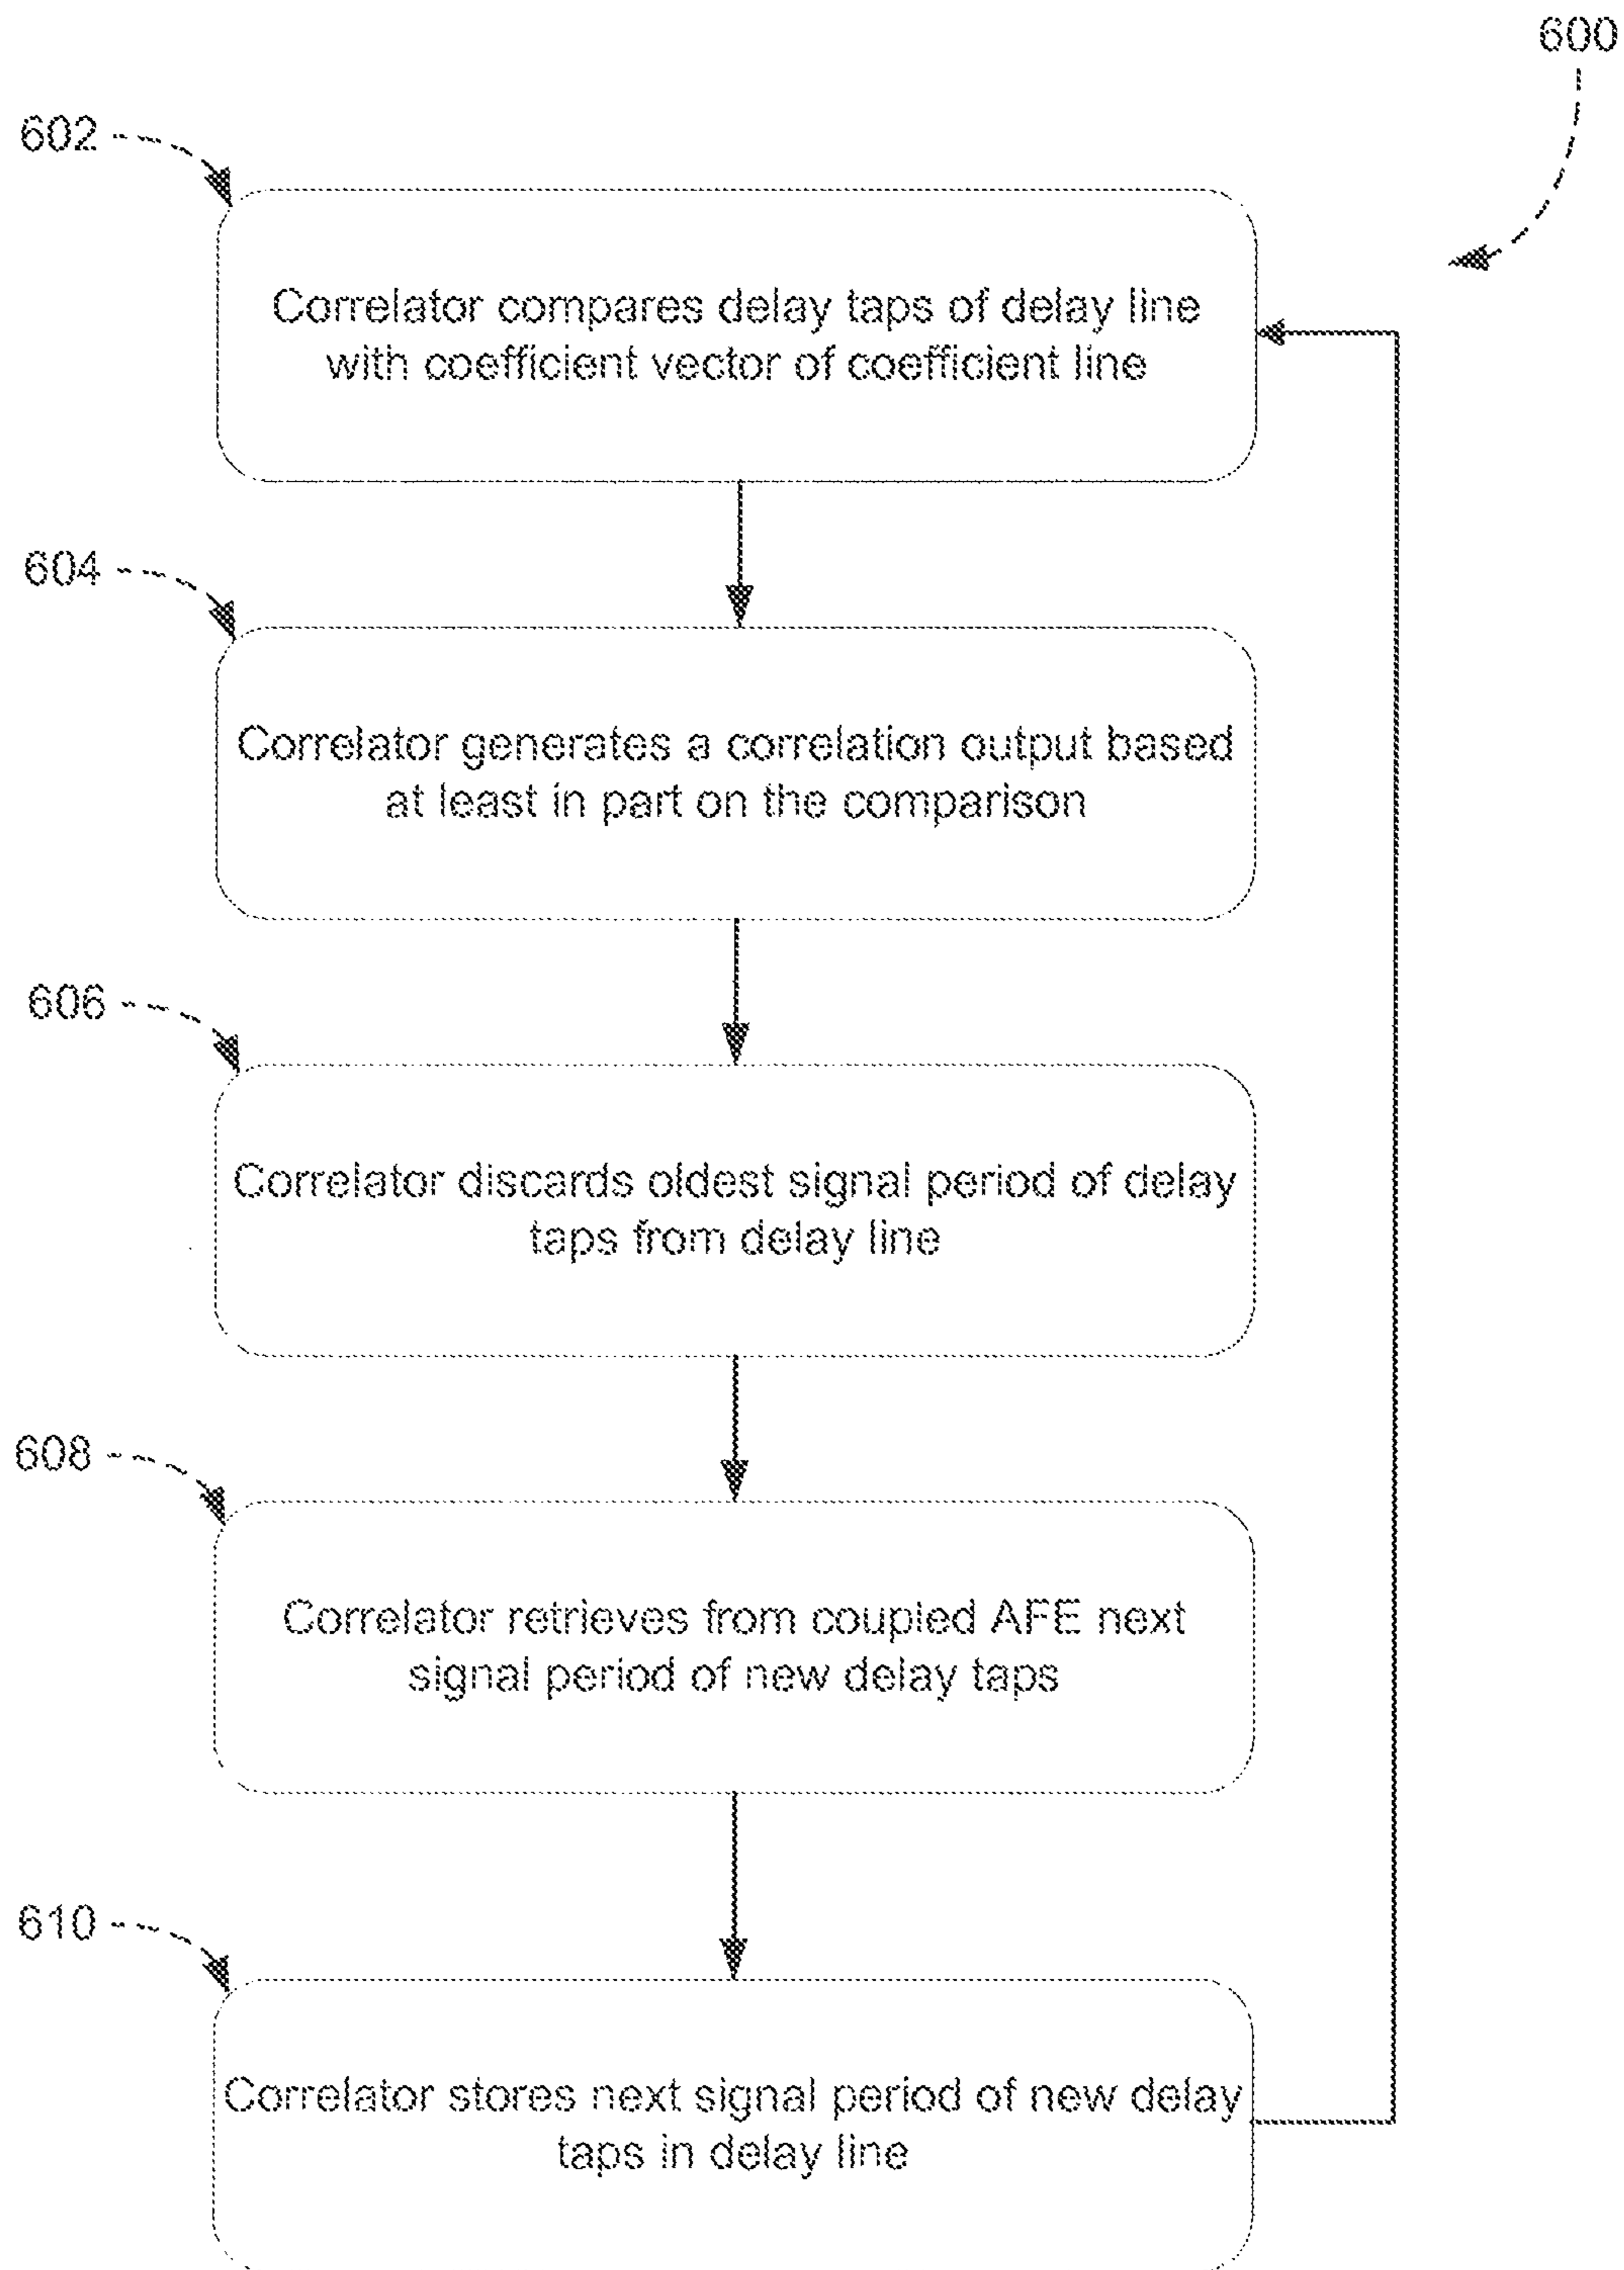 600
602
Correlator compares delay taps of delay line
with coefficient vector of coefficient line
604
Correlator generates a correlation output based
at least in part on the comparison
606
Correlator discards oldest signal period of delay
taps from delay line
608
Correlator retrieves from coupled AFE next
signal period of new delay taps
610
Correlator stores next signal period of new delay
taps in delay line